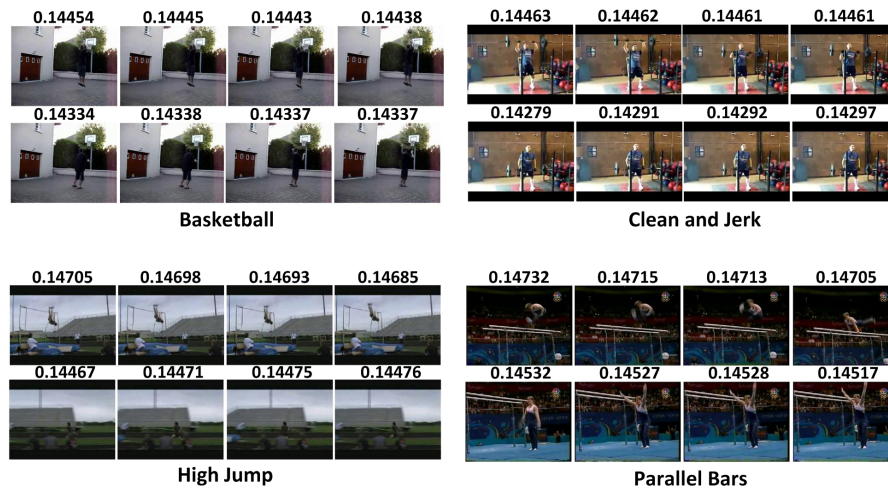 0.14454 0.14445 0.14443 0.14438
0.14334 0.14338 0.14337 0.14337
Basketball
0.14463 0.14462 0.14461 0.14461
0.14279 0.14291 0.14292 0.14297
Clean and Jerk
0.14705 0.14698 0.14693 0.14685
0.14467 0.14471 0.14475 0.14476
High Jump
0.14732 0.14715 0.14713 0.14705
0.14532 0.14527 0.14528 0.14517
Parallel Bars